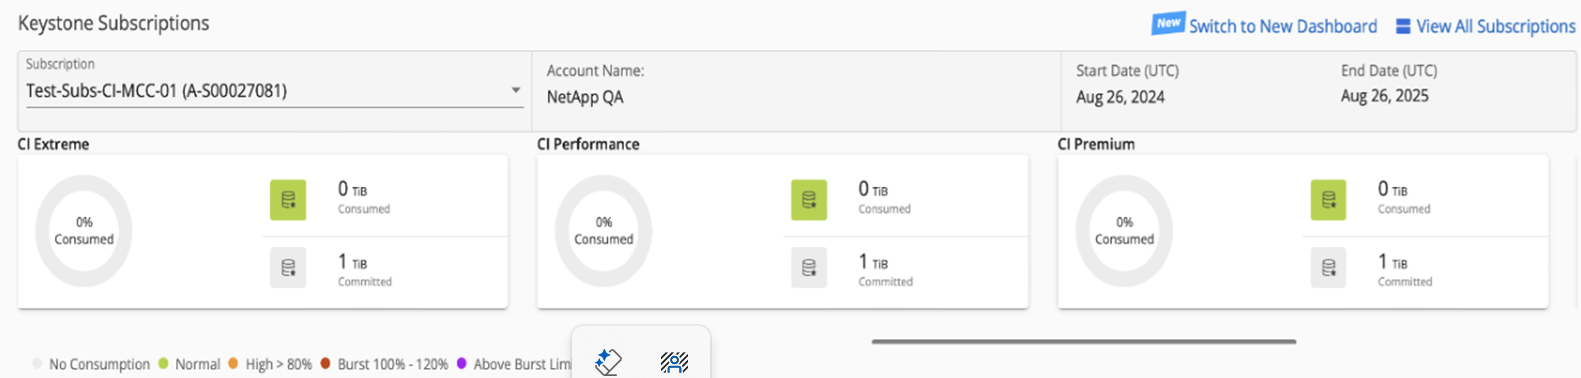 Keystone Subscriptions
New Switch to New Dashboard
View All Subscriptions
Subscription
Test-Subs-CI-MCC-01 (A-S00027081)
Account Name:
NetApp QA
Start Date (UTC)
Aug 26, 2024
End Date (UTC)
Aug 26, 2025
CI Extreme
0%
Consumed
0 TiB
Consumed
1 TiB
Committed
CI Performance
0%
Consumed
0 TiB
Consumed
1 TiB
Committed
CI Premium
0%
Consumed
0 TiB
Consumed
1 TiB
Committed
No Consumption Normal High > 80% Burst 100% - 120% Above Burst Lim